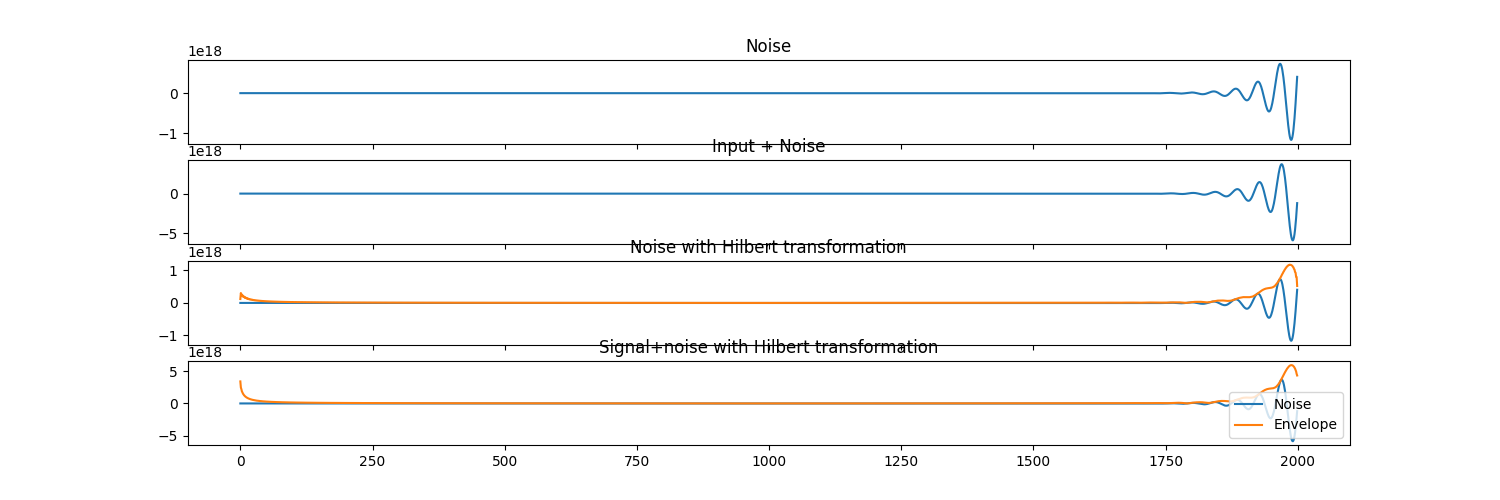 Noise
1e18
0
−1
Input + Noise
1e18
0
−5
Noise with Hilbert transformation
1e18
1
0
−1
Signal+noise with Hilbert transformation
1e18
5
0
−5
Noise
Envelope
0 250 500 750 1000 1250 1500 1750 2000